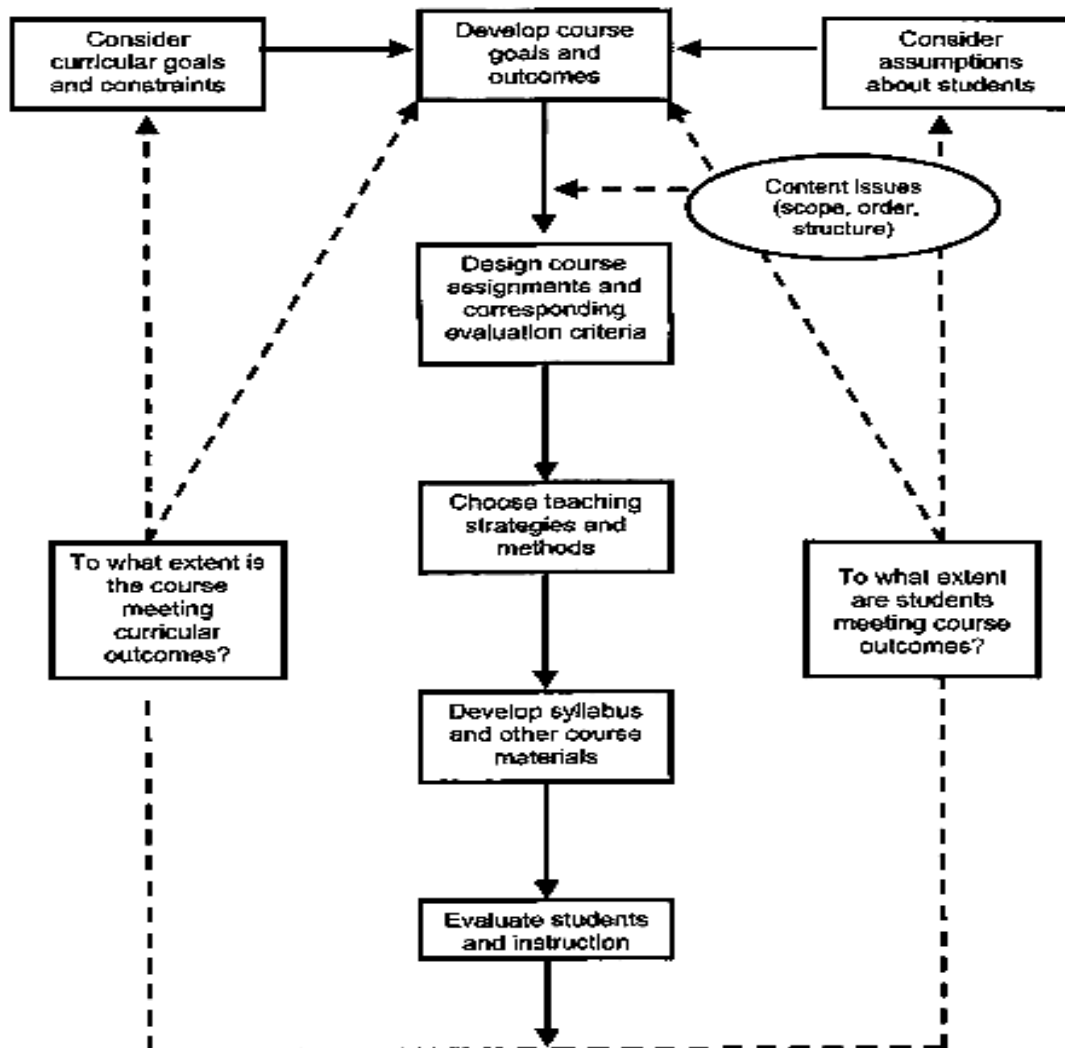 Consider
curricular goals
and constraints
Develop course
goals and
outcomes
Consider
assumptions
about students
Content Issues
(scope, order,
structure)
Design course
assignments and
corresponding
evaluation criteria
Choose teaching
strategies and
methods
To what extent is
the course
meeting
curricular
outcomes?
To what extent
are students
meeting course
outcomes?
Develop syllabus
and other course
materials
Evaluate students
and instruction